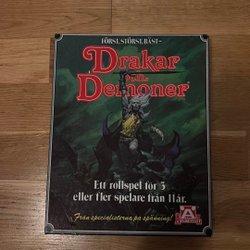 FÖRST, STÖRST, BÄST-
Drakar
och
Demoner
Ett rollspel för 3
eller fler spelare från 11 år.
Från specialisterna på spänning!